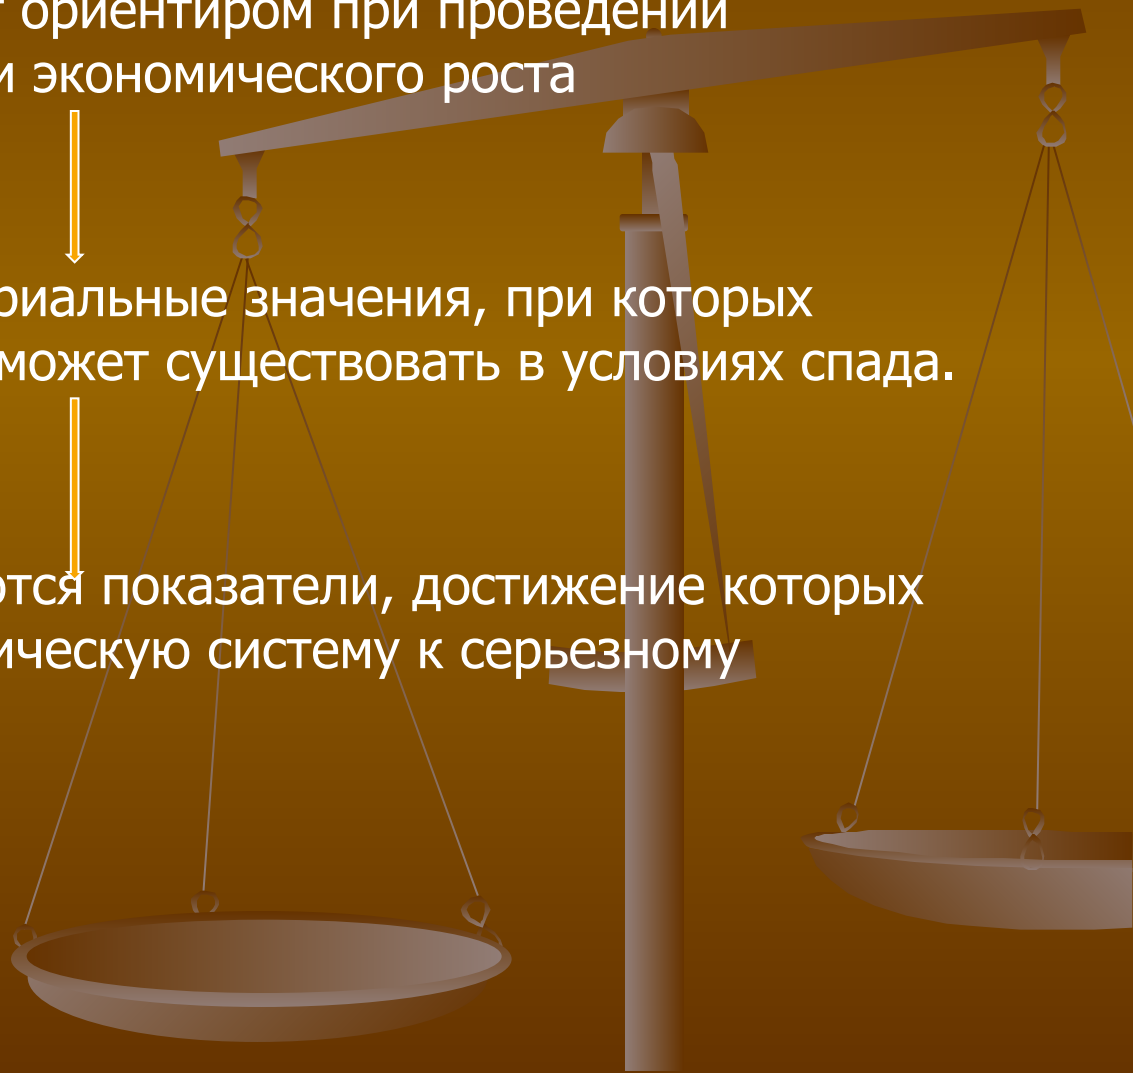 ориентиром при проведении
и экономического роста
риальные значения, при которых
может существовать в условиях спада.
тся показатели, достижение которых
ическую систему к серьезному